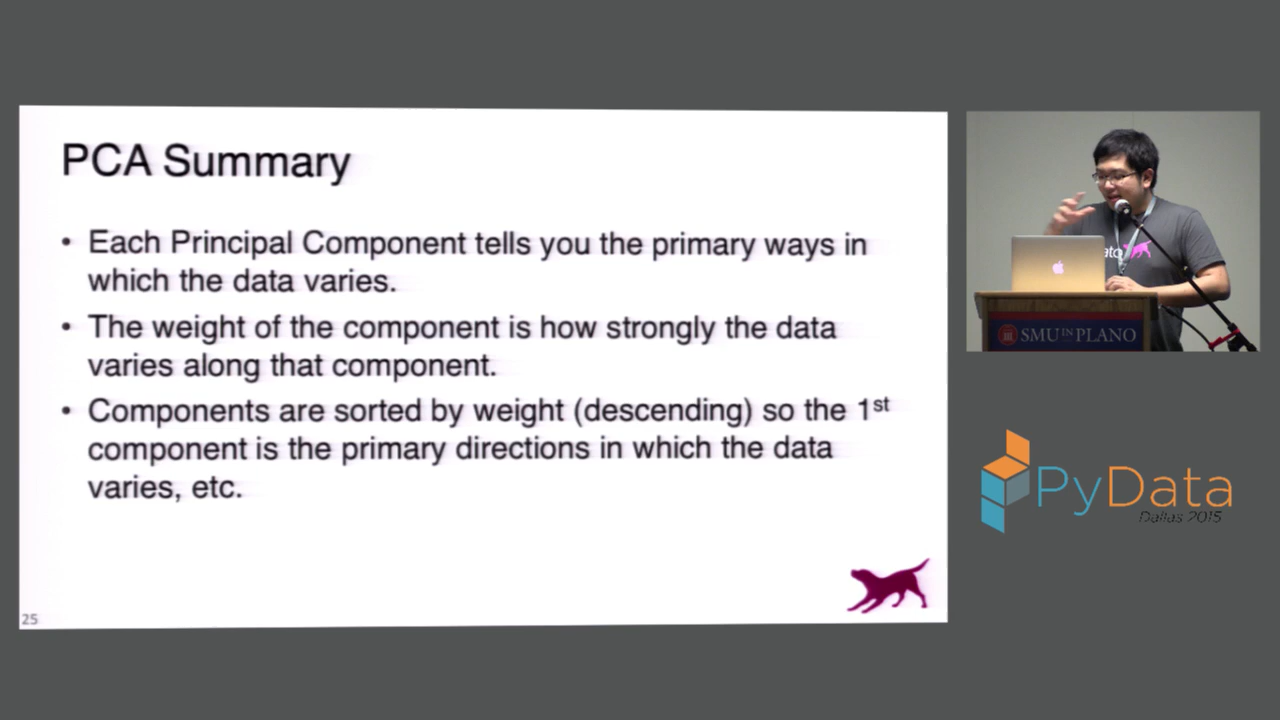 PCA Summary
• Each Principal Component tells you the primary ways in
which the data varies.
• The weight of the component is how strongly the data
varies along that component.
• Components are sorted by weight (descending) so the 1st
component is the primary directions in which the data
varies, etc.
25
ato
SMU IN PLANO
PyData
Dallas 2015